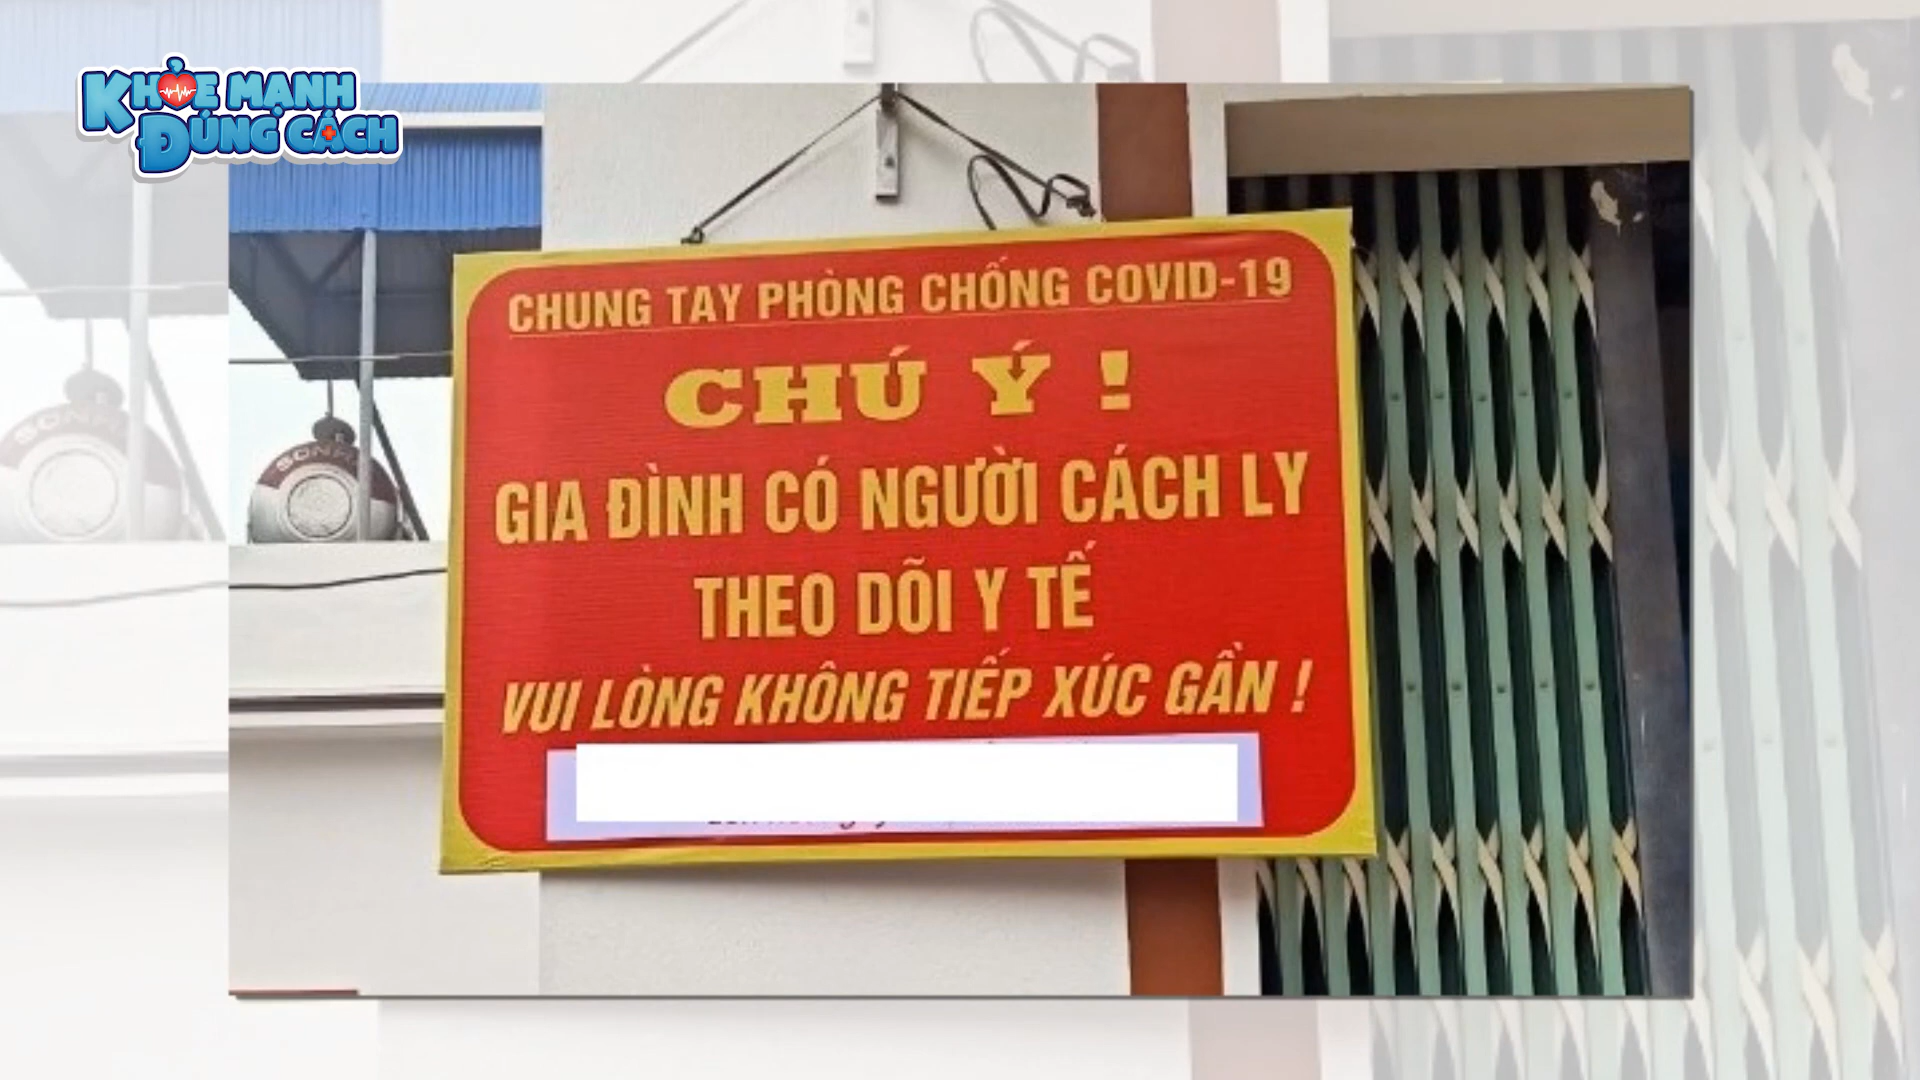 KHỎE MẠNH
ĐÚNG CÁCH
CHUNG TAY PHÒNG CHỐNG COVID-19
CHÚ Ý !
GIA ĐÌNH CÓ NGƯỜI CÁCH LY
THEO DÕI Y TẾ
VUI LÒNG KHÔNG TIẾP XÚC GẦN !
SONHA